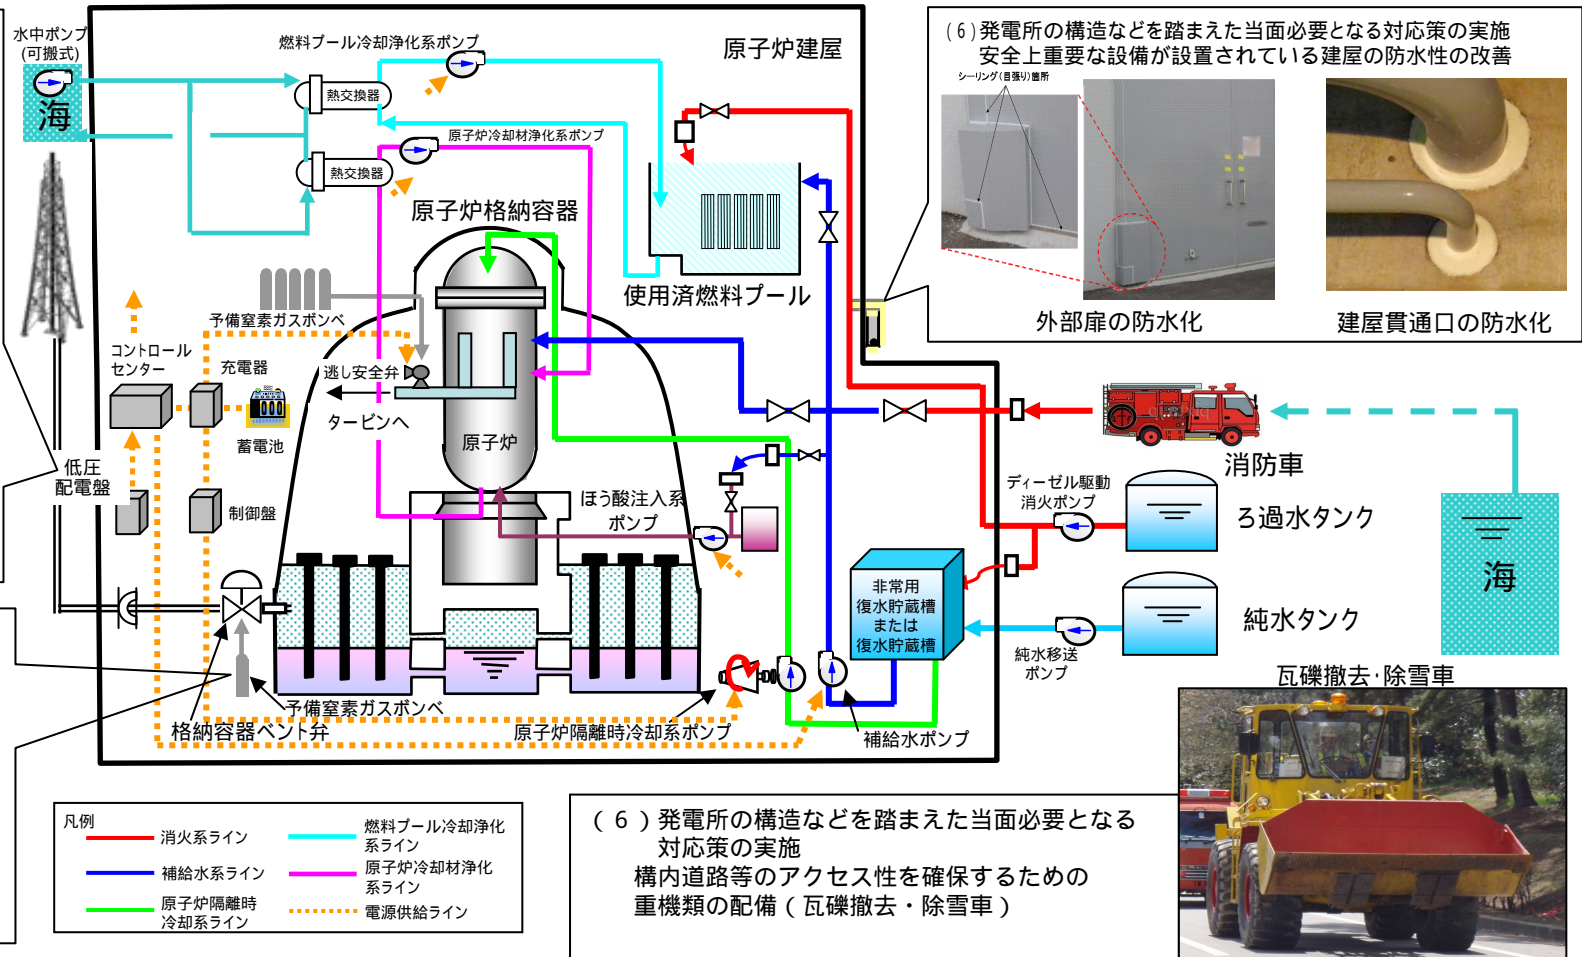 水中ポンプ
(可搬式)
海
燃料プール冷却浄化系ポンプ
熱交換器
原子炉冷却材浄化系ポンプ
熱交換器
原子炉建屋
原子炉格納容器
使用済燃料プール
予備窒素ガスボンベ
コントロール
センター
充電器
蓄電池
逃し安全弁
タービンへ
原子炉
低圧
配電盤
制御盤
ほう酸注入系
ポンプ
格納容器ベント弁
予備窒素ガスボンベ
原子炉隔離時冷却系ポンプ
補給水ポンプ
非常用
復水貯蔵槽
または
復水貯蔵槽
消防車
ディーゼル駆動
消火ポンプ
ろ過水タンク
純水移送
ポンプ
純水タンク
海
(6)発電所の構造などを踏まえた当面必要となる対応策の実施
安全上重要な設備が設置されている建屋の防水性の改善
シーリング(目張り)箇所
外部扉の防水化
建屋貫通口の防水化
瓦礫撤去・除雪車
凡例
消火系ライン
補給水系ライン
原子炉隔離時
冷却系ライン
燃料プール冷却浄化
系ライン
原子炉冷却材浄化
系ライン
電源供給ライン
(6)発電所の構造などを踏まえた当面必要となる
対応策の実施
構内道路等のアクセス性を確保するための
重機類の配備(瓦礫撤去・除雪車)